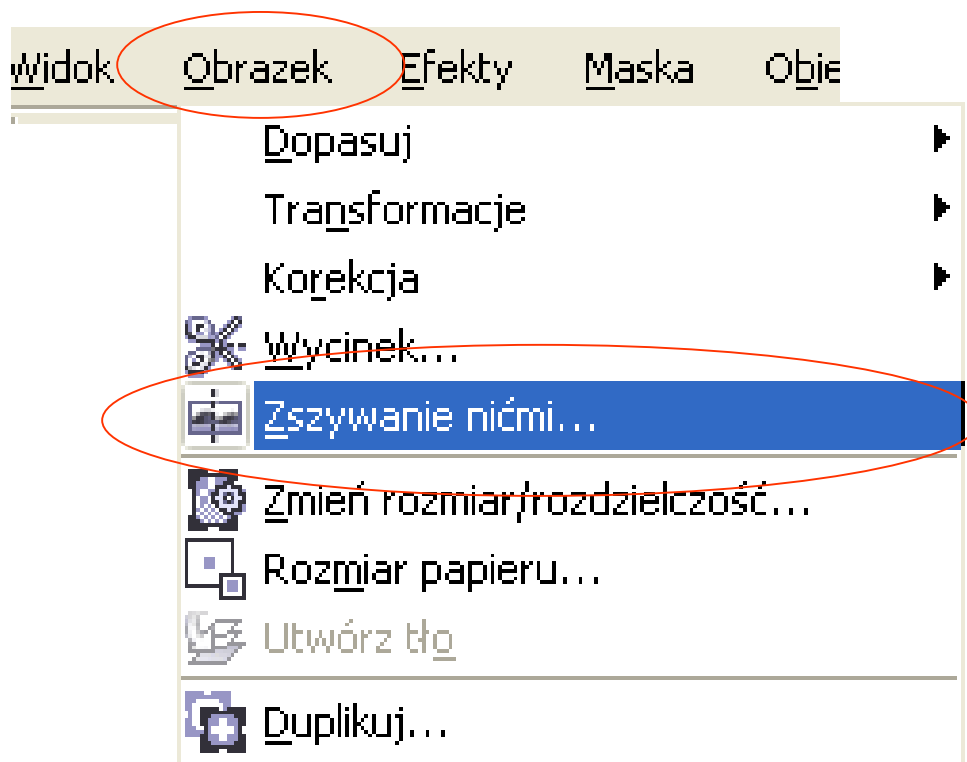 Widok Obrazek Efekty Maska Obie
Dopasuj
Transformacje
Korekcja
Wycinek...
Zszywanie nićmi...
Zmień rozmiar/rozdzielczość...
Rozmiar papieru...
Utwórz tło
Duplikuj...